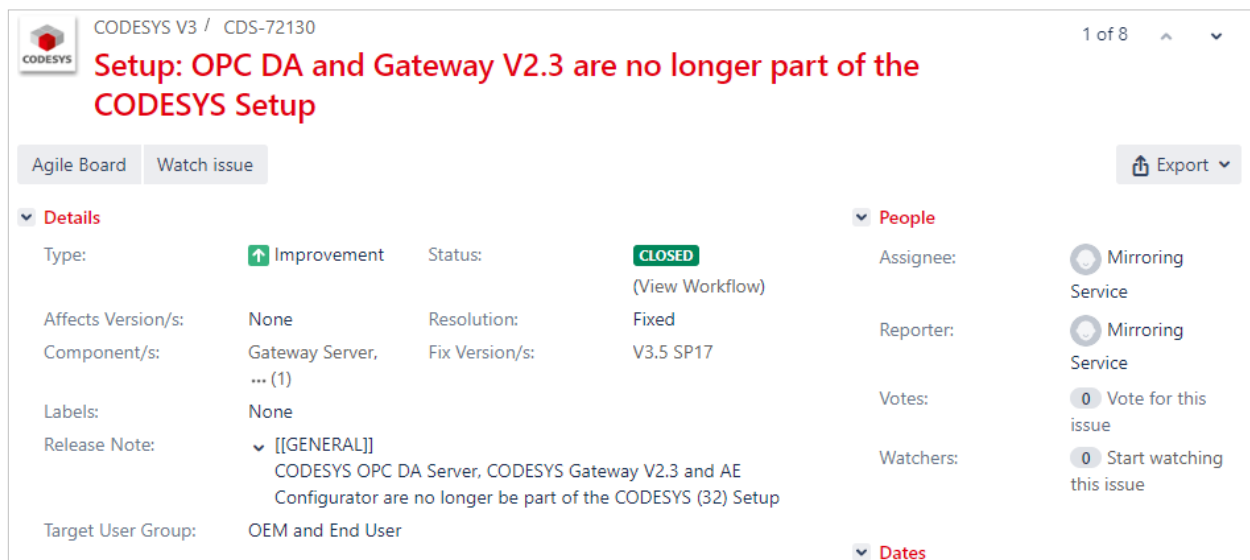 CODESYS
CODESYS V3 / CDS-72130
1 of 8
Setup: OPC DA and Gateway V2.3 are no longer part of the
CODESYS Setup
Agile Board
Watch issue
Export
Details
Type: Improvement
Status: CLOSED
(View Workflow)
Affects Version/s: None
Resolution: Fixed
Component/s: Gateway Server,
··· (1)
Fix Version/s: V3.5 SP17
Labels: None
Release Note: [[GENERAL]]
CODESYS OPC DA Server, CODESYS Gateway V2.3 and AE
Configurator are no longer be part of the CODESYS (32) Setup
Target User Group: OEM and End User
People
Assignee: Mirroring
Service
Reporter: Mirroring
Service
Votes: 0 Vote for this
issue
Watchers: 0 Start watching
this issue
Dates